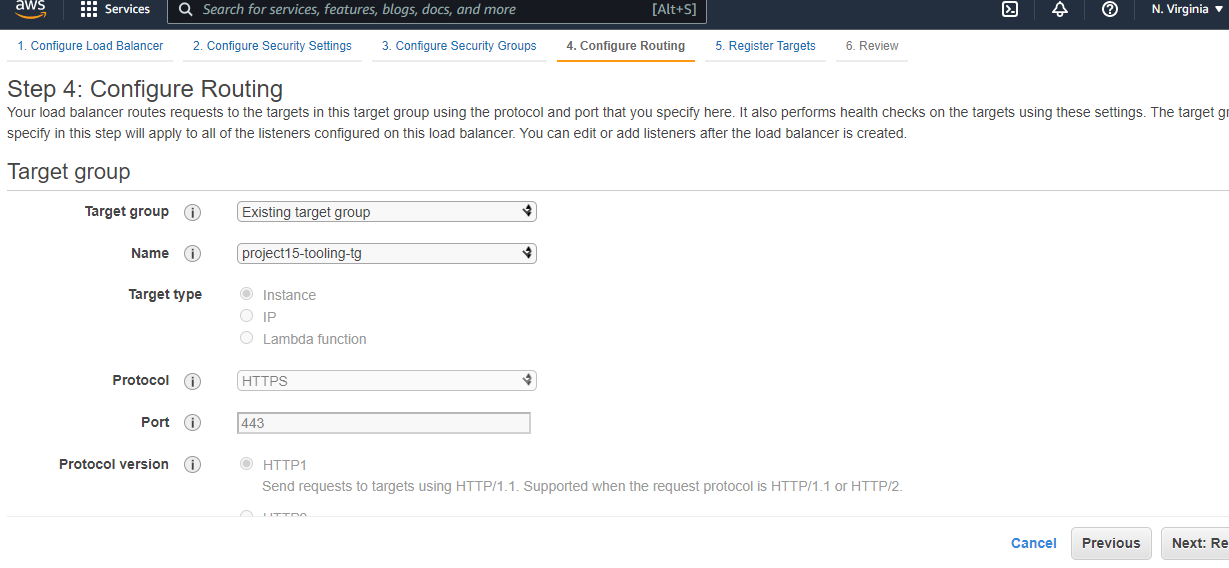 aws Services Search for services, features, blogs, docs, and more [Alt+S] N. Virginia
1. Configure Load Balancer 2. Configure Security Settings 3. Configure Security Groups 4. Configure Routing 5. Register Targets 6. Review
Step 4: Configure Routing
Your load balancer routes requests to the targets in this target group using the protocol and port that you specify here. It also performs health checks on the targets using these settings. The target
specify in this step will apply to all of the listeners configured on this load balancer. You can edit or add listeners after the load balancer is created.
Target group
Target group i Existing target group
Name i project15-tooling-tg
Target type Instance
IP
Lambda function
Protocol i HTTPS
Port i 443
Protocol version i HTTP1
Send requests to targets using HTTP/1.1. Supported when the request protocol is HTTP/1.1 or HTTP/2.
Cancel Previous Next: Re